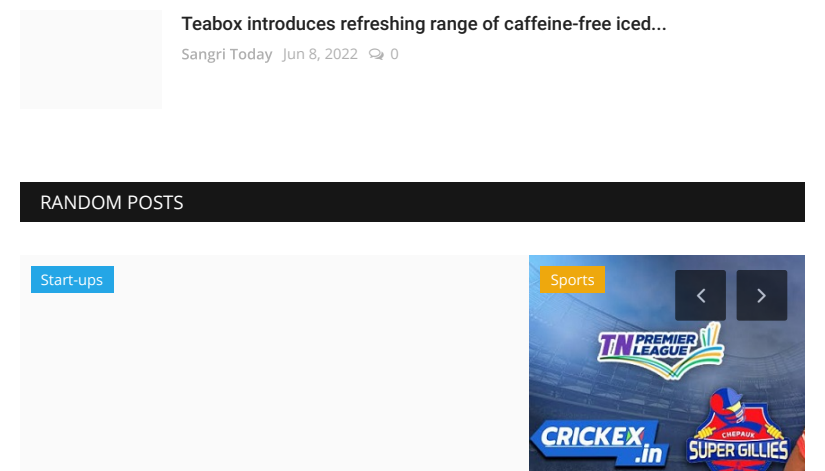 Teabox introduces refreshing range of caffeine-free iced...
Sangri Today Jun 8, 2022 0
RANDOM POSTS
Start-ups
Sports
TN PREMIER
LEAGUE
CRICKEX
.in
CHEPAUK
SUPER GILLIES